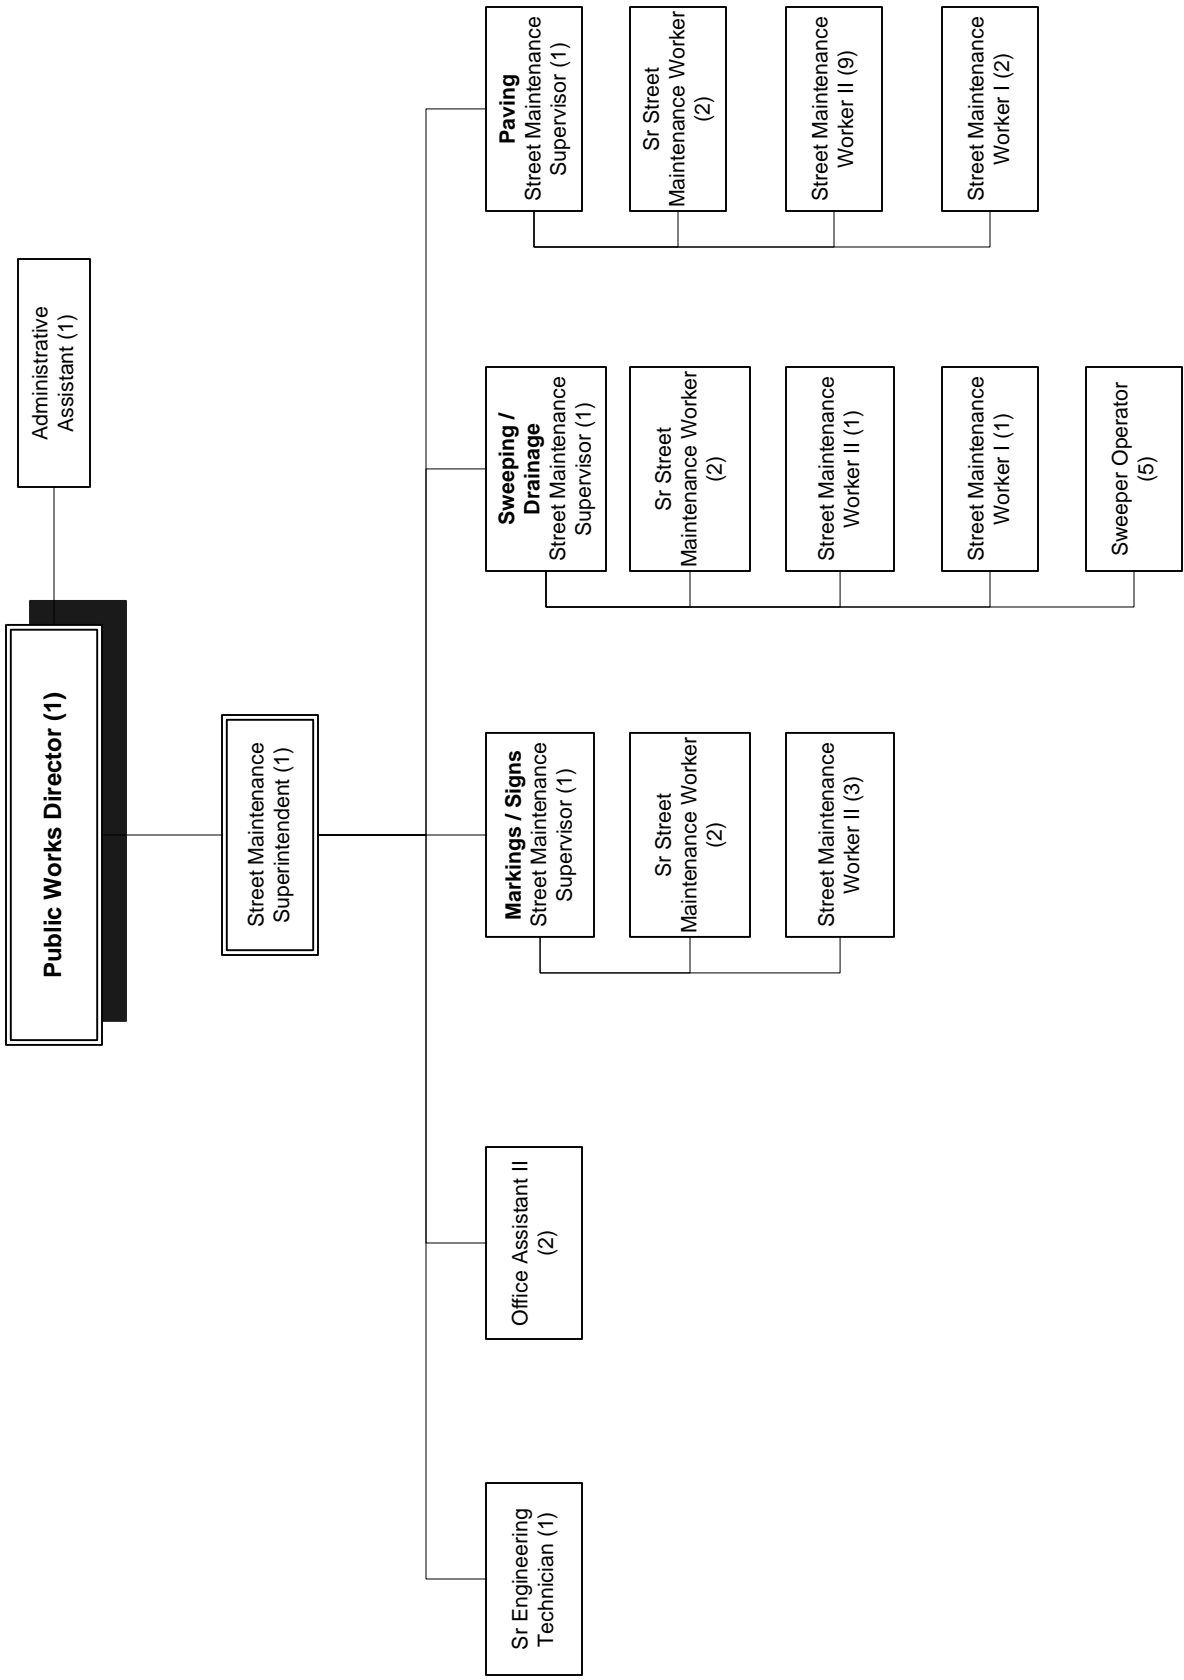 Public Works Director (1)
Administrative
Assistant (1)
Street Maintenance
Superintendent (1)
Sr Engineering
Technician (1)
Office Assistant II
(2)
Markings / Signs
Street Maintenance
Supervisor (1)
Sr Street
Maintenance Worker
(2)
Street Maintenance
Worker II (3)
Sweeping /
Drainage
Street Maintenance
Supervisor (1)
Sr Street
Maintenance Worker
(2)
Street Maintenance
Worker II (1)
Street Maintenance
Worker I (1)
Sweeper Operator
(5)
Paving
Street Maintenance
Supervisor (1)
Sr Street
Maintenance Worker
(2)
Street Maintenance
Worker II (9)
Street Maintenance
Worker I (2)